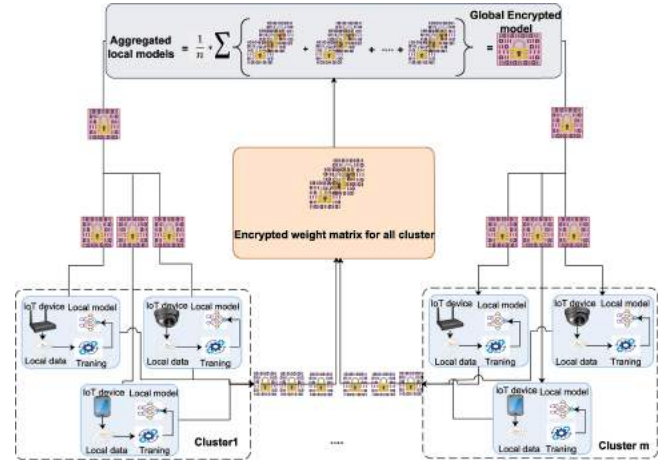 Aggregated local models = 1/n * ∑ { + + .... + } = Global Encrypted model
Encrypted weight matrix for all cluster
IoT device Local model
Local data Traning
IoT device Local model
Local data Traning
IoT device Local model
Local data Traning
Cluster1
....
IoT device Local model
Local data Traning
IoT device Local model
Local data Traning
IoT device Local model
Local data Traning
Cluster m